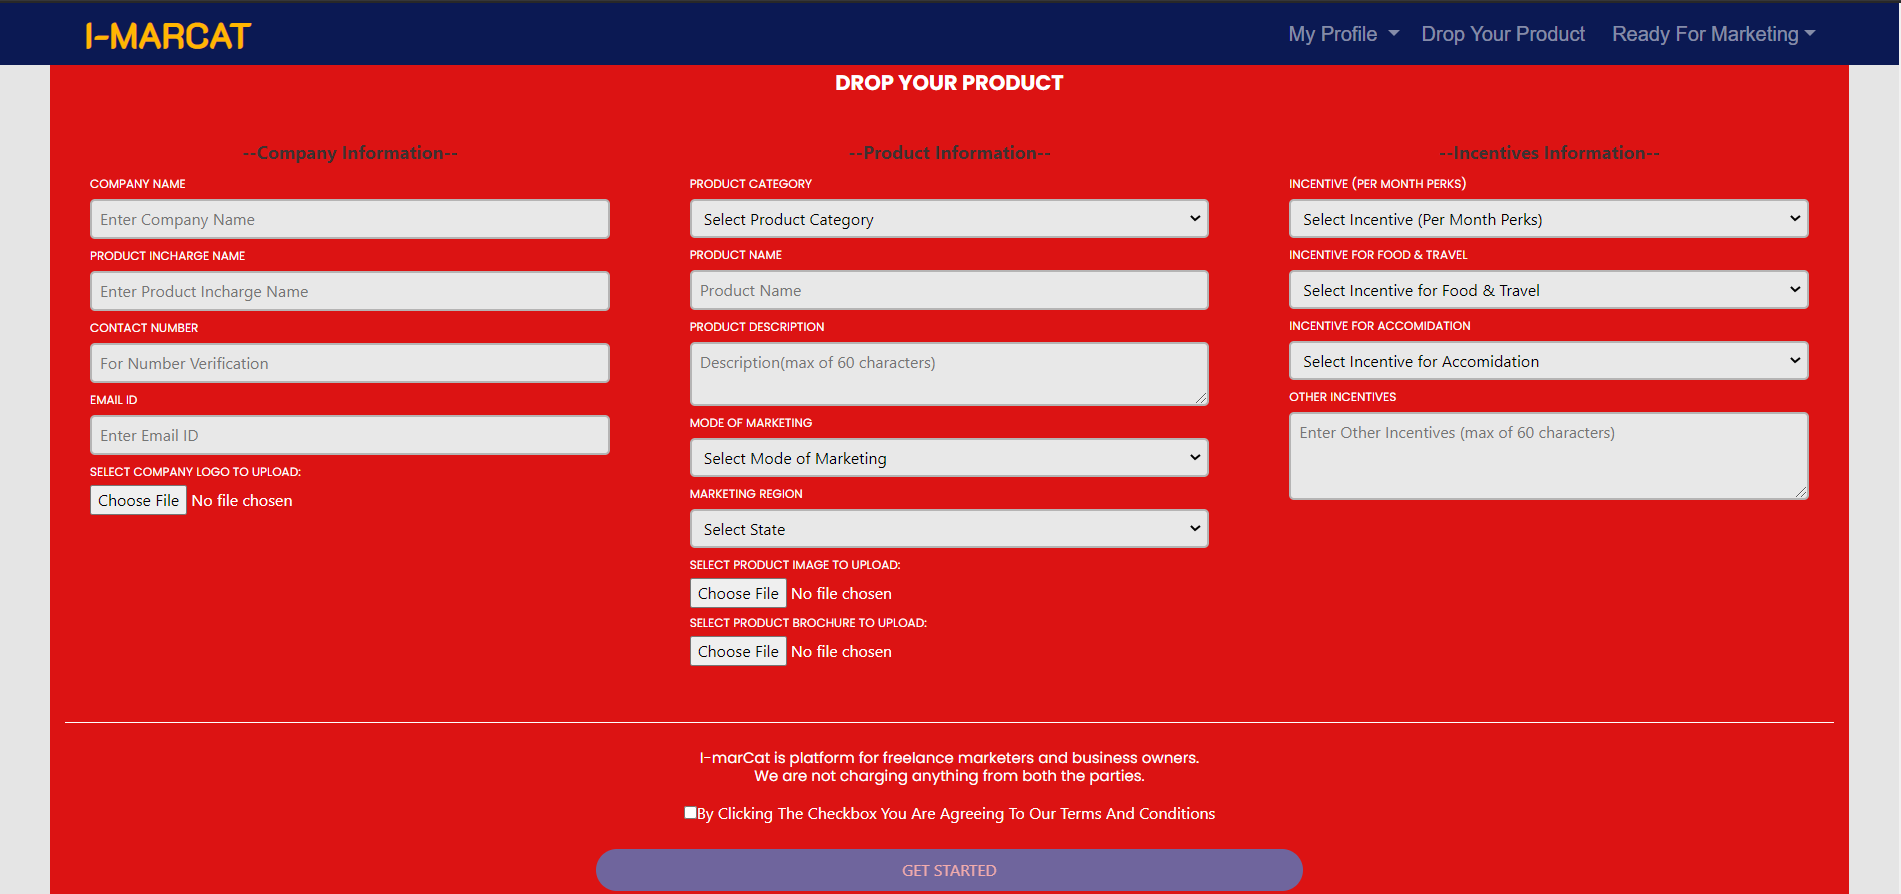 I-MARCAT
My Profile Drop Your Product Ready For Marketing
DROP YOUR PRODUCT
--Company Information--
COMPANY NAME
Enter Company Name
PRODUCT INCHARGE NAME
Enter Product Incharge Name
CONTACT NUMBER
For Number Verification
EMAIL ID
Enter Email ID
SELECT COMPANY LOGO TO UPLOAD:
Choose File No file chosen
--Product Information--
PRODUCT CATEGORY
Select Product Category
PRODUCT NAME
Product Name
PRODUCT DESCRIPTION
Description(max of 60 characters)
MODE OF MARKETING
Select Mode of Marketing
MARKETING REGION
Select State
SELECT PRODUCT IMAGE TO UPLOAD:
Choose File No file chosen
SELECT PRODUCT BROCHURE TO UPLOAD:
Choose File No file chosen
--Incentives Information--
INCENTIVE (PER MONTH PERKS)
Select Incentive (Per Month Perks)
INCENTIVE FOR FOOD & TRAVEL
Select Incentive for Food & Travel
INCENTIVE FOR ACCOMIDATION
Select Incentive for Accomidation
OTHER INCENTIVES
Enter Other Incentives (max of 60 characters)
I-marCat is platform for freelance marketers and business owners.
We are not charging anything from both the parties.
By Clicking The Checkbox You Are Agreeing To Our Terms And Conditions
GET STARTED